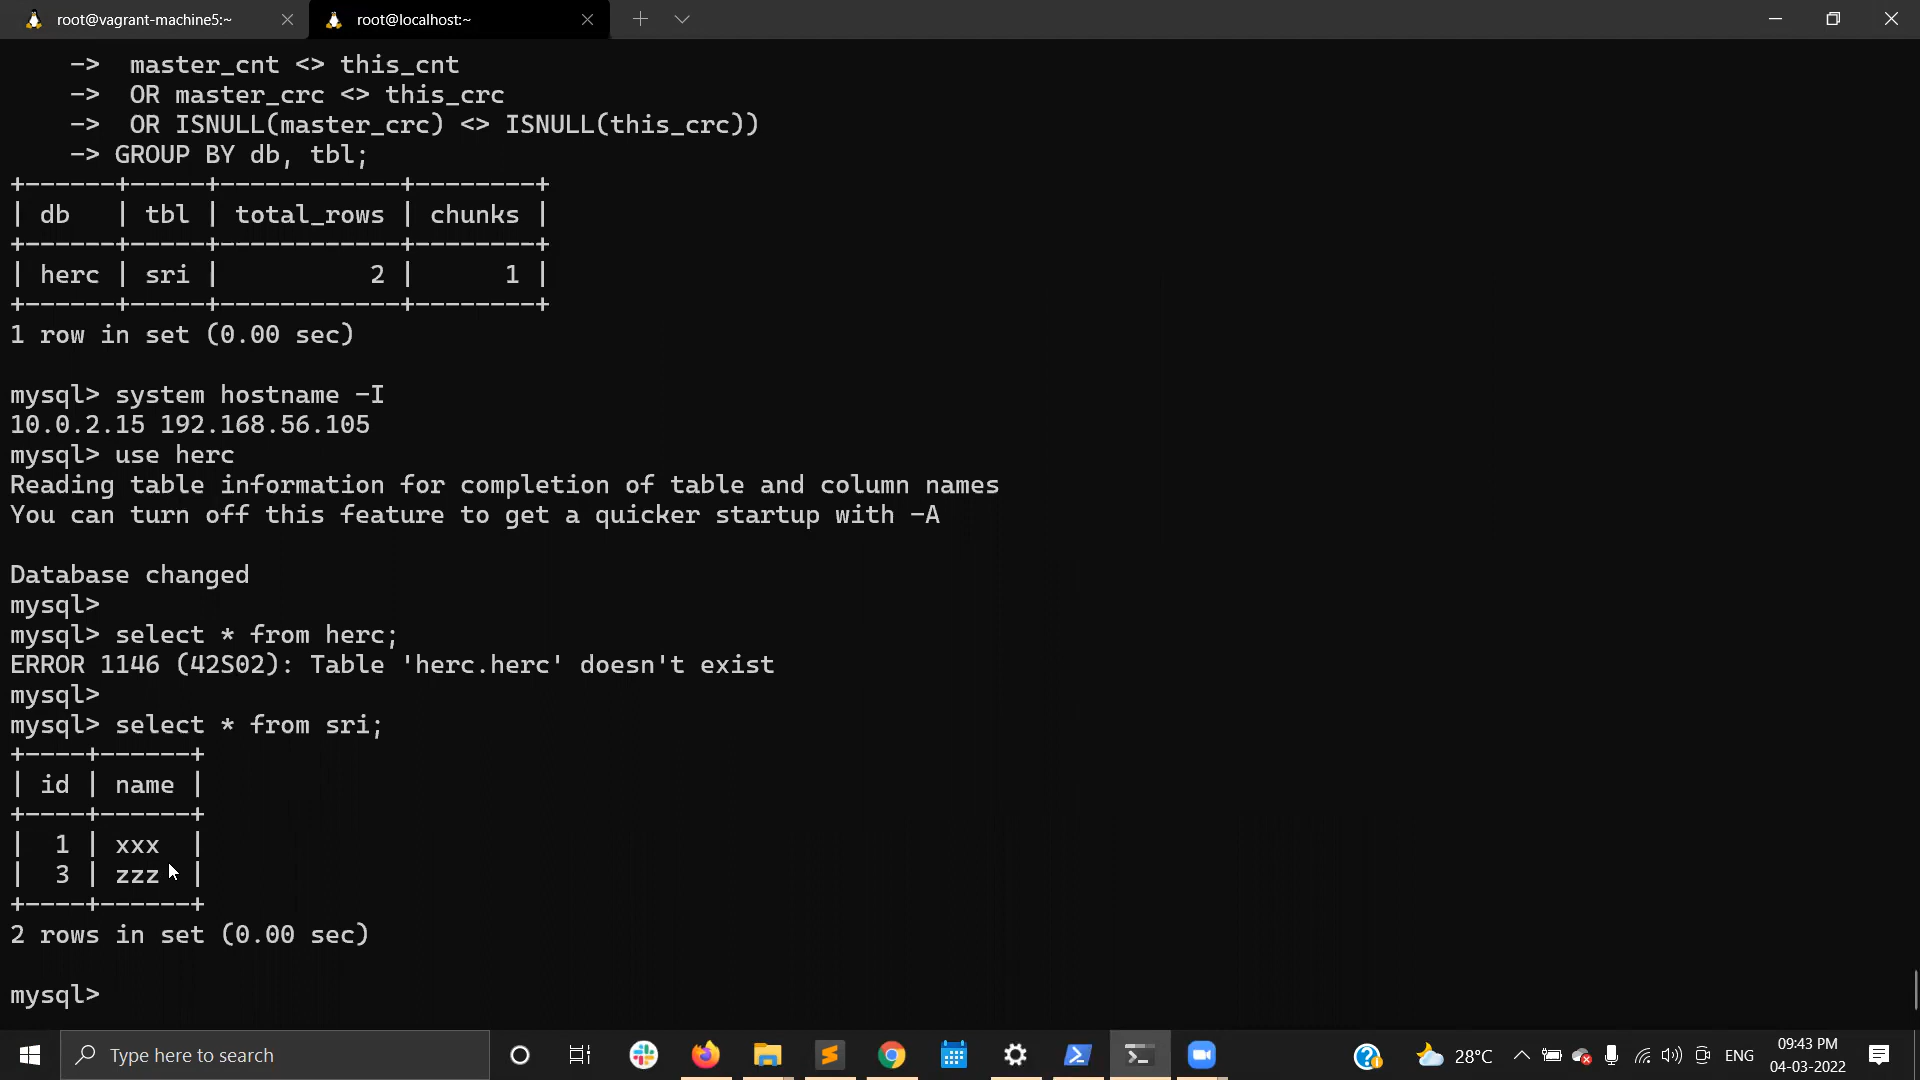 root@vagrant-machine5:~
root@localhost:~
-> master_cnt <> this_cnt
-> OR master_crc <> this_crc
-> OR ISNULL(master_crc) <> ISNULL(this_crc))
-> GROUP BY db, tbl;
+------+-----+------------+--------+
| db   | tbl | total_rows | chunks |
+------+-----+------------+--------+
| herc | sri |          2 |      1 |
+------+-----+------------+--------+
1 row in set (0.00 sec)
mysql> system hostname -I
10.0.2.15 192.168.56.105
mysql> use herc
Reading table information for completion of table and column names
You can turn off this feature to get a quicker startup with -A
Database changed
mysql>
mysql> select * from herc;
ERROR 1146 (42S02): Table 'herc.herc' doesn't exist
mysql>
mysql> select * from sri;
+----+------+
| id | name |
+----+------+
|  1 | xxx  |
|  3 | zzz  |
+----+------+
2 rows in set (0.00 sec)
mysql>
Type here to search
28°C
ENG
09:43 PM
04-03-2022